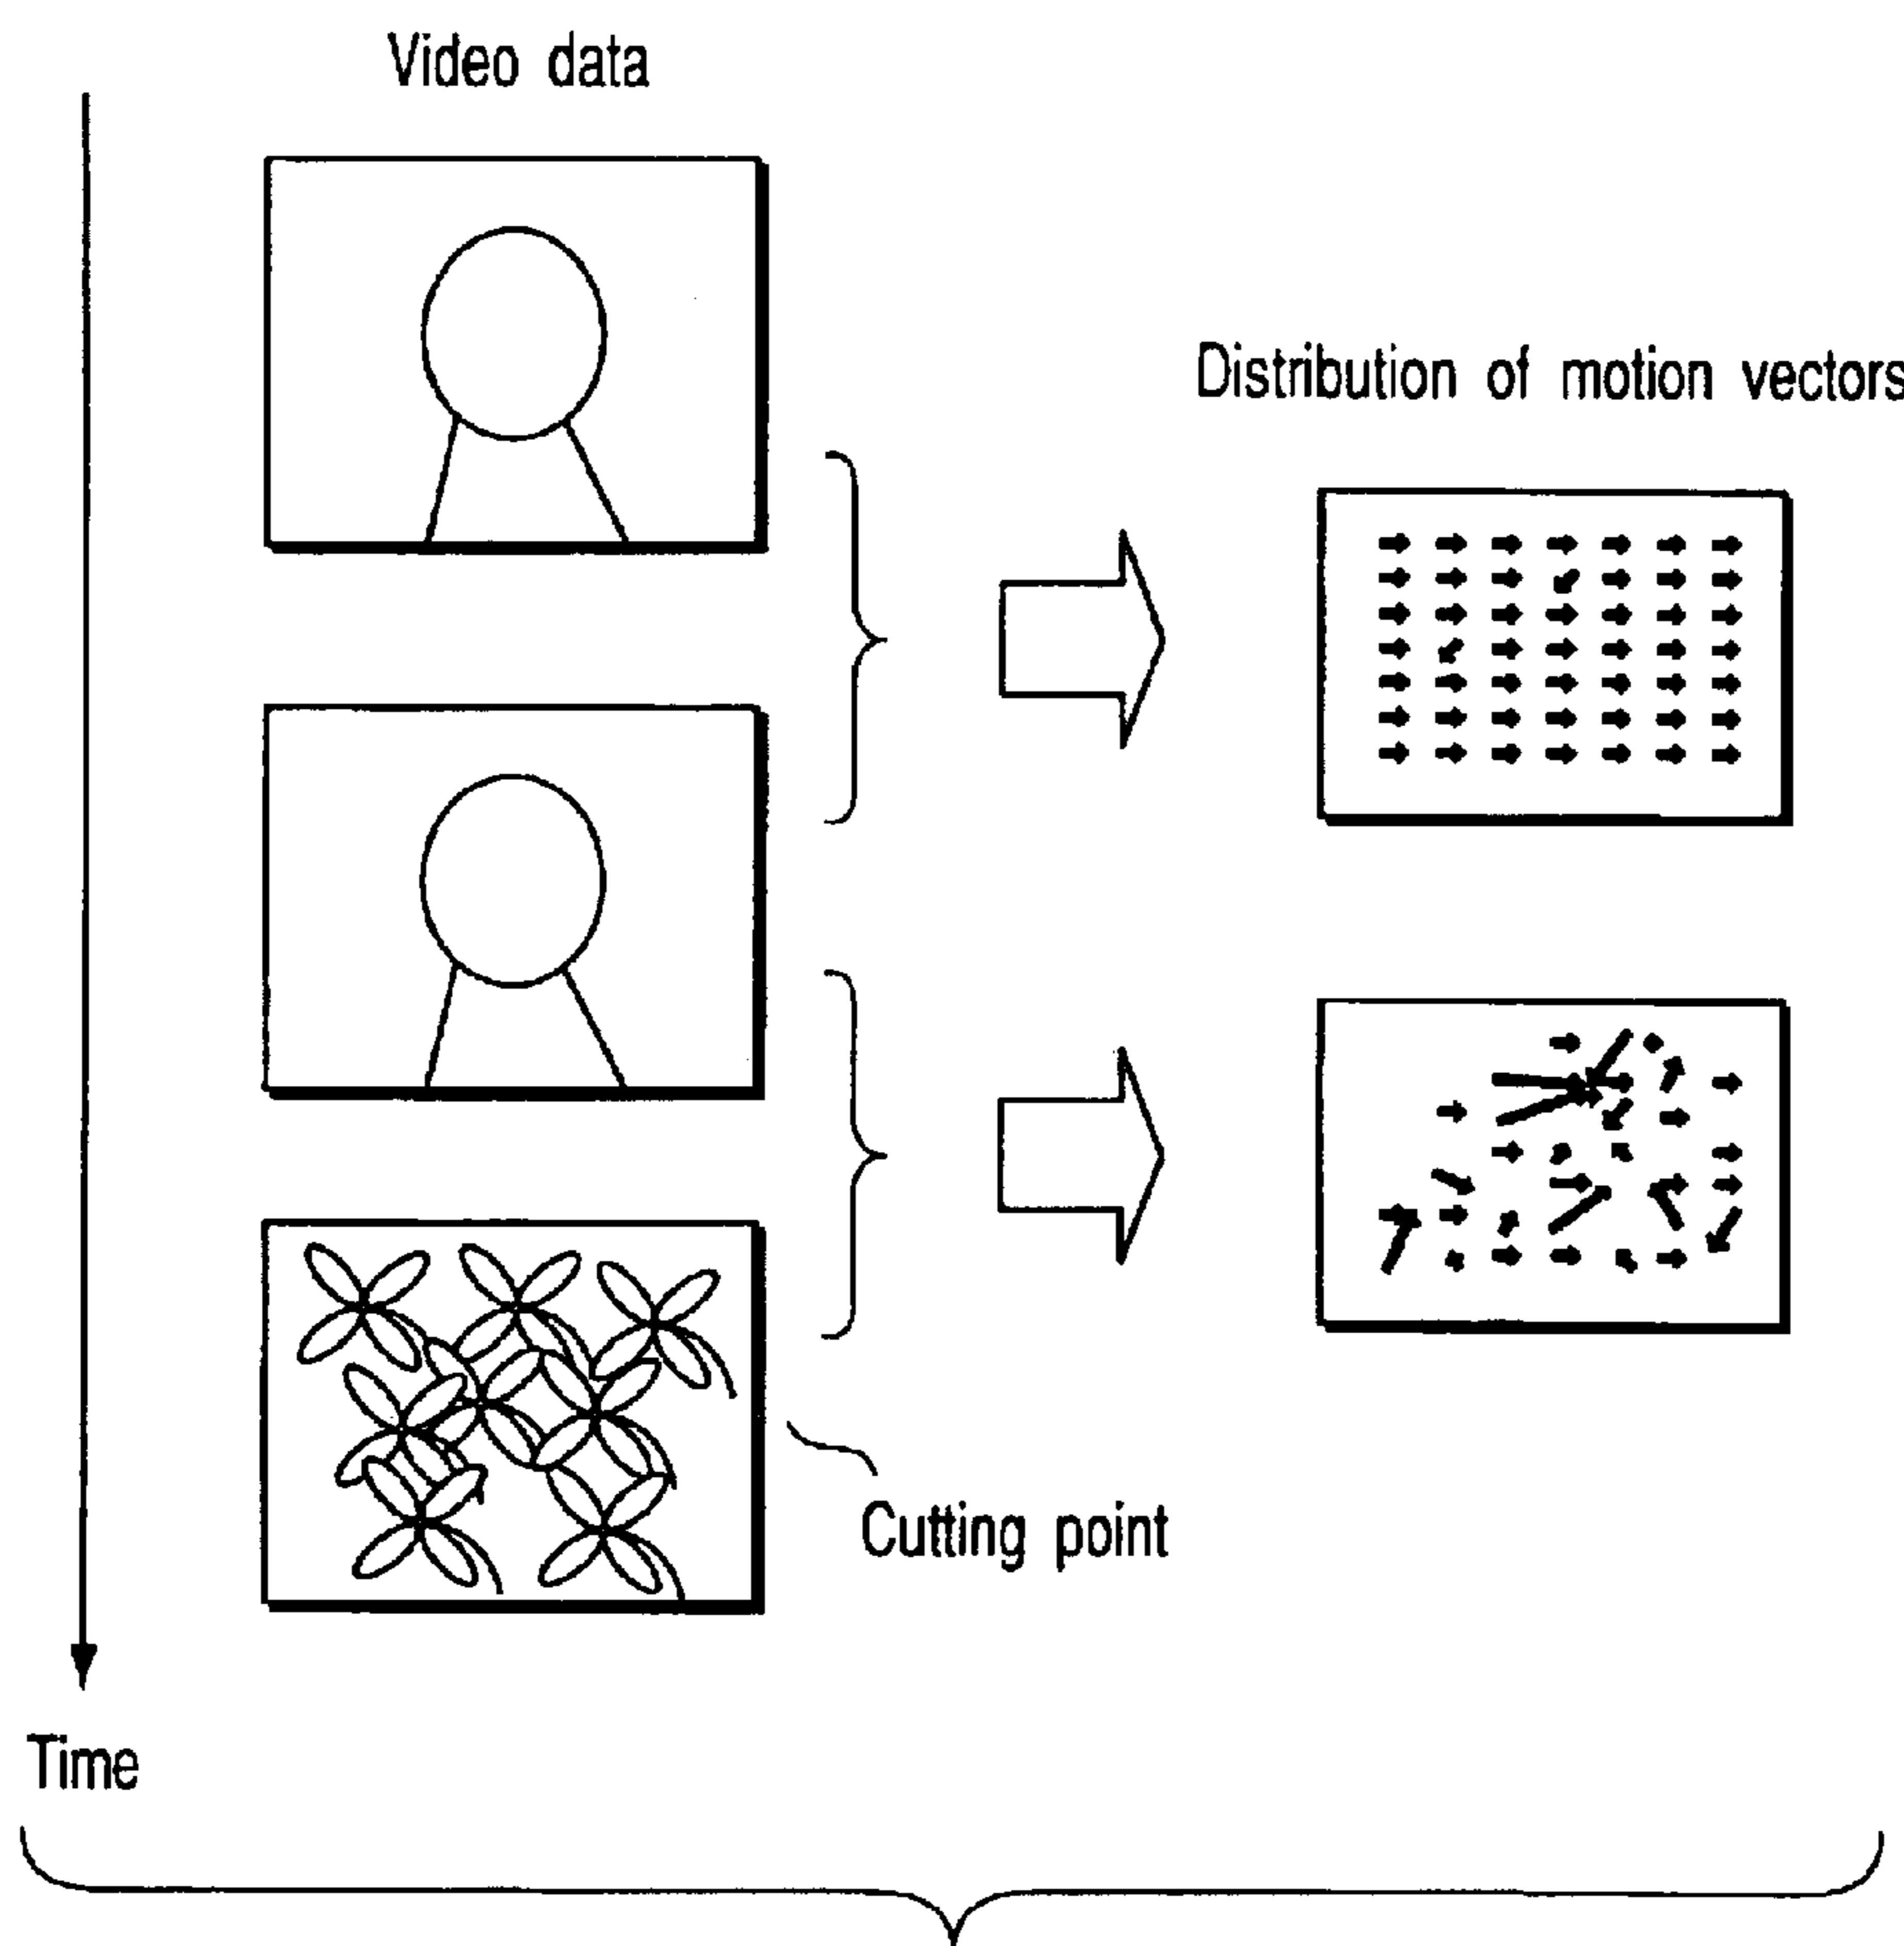 Video data
Distribution of motion vectors
Cutting point
Time